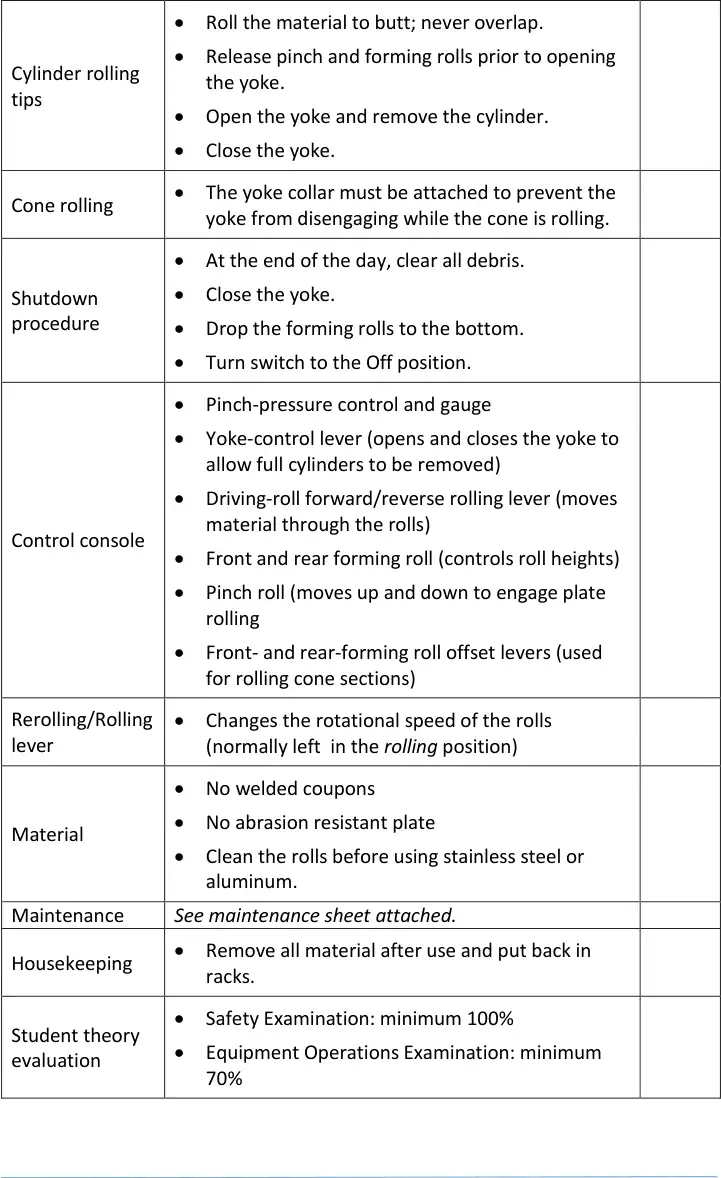 Cylinder rolling
tips
• Roll the material to butt; never overlap.
• Release pinch and forming rolls prior to opening
the yoke.
• Open the yoke and remove the cylinder.
• Close the yoke.
Cone rolling
• The yoke collar must be attached to prevent the
yoke from disengaging while the cone is rolling.
Shutdown
procedure
• At the end of the day, clear all debris.
• Close the yoke.
• Drop the forming rolls to the bottom.
• Turn switch to the Off position.
Control console
• Pinch-pressure control and gauge
• Yoke-control lever (opens and closes the yoke to
allow full cylinders to be removed)
• Driving-roll forward/reverse rolling lever (moves
material through the rolls)
• Front and rear forming roll (controls roll heights)
• Pinch roll (moves up and down to engage plate
rolling
• Front- and rear-forming roll offset levers (used
for rolling cone sections)
Rerolling/Rolling
lever
• Changes the rotational speed of the rolls
(normally left  in the rolling position)
Material
• No welded coupons
• No abrasion resistant plate
• Clean the rolls before using stainless steel or
aluminum.
Maintenance
See maintenance sheet attached.
Housekeeping
• Remove all material after use and put back in
racks.
Student theory
evaluation
• Safety Examination: minimum 100%
• Equipment Operations Examination: minimum
70%